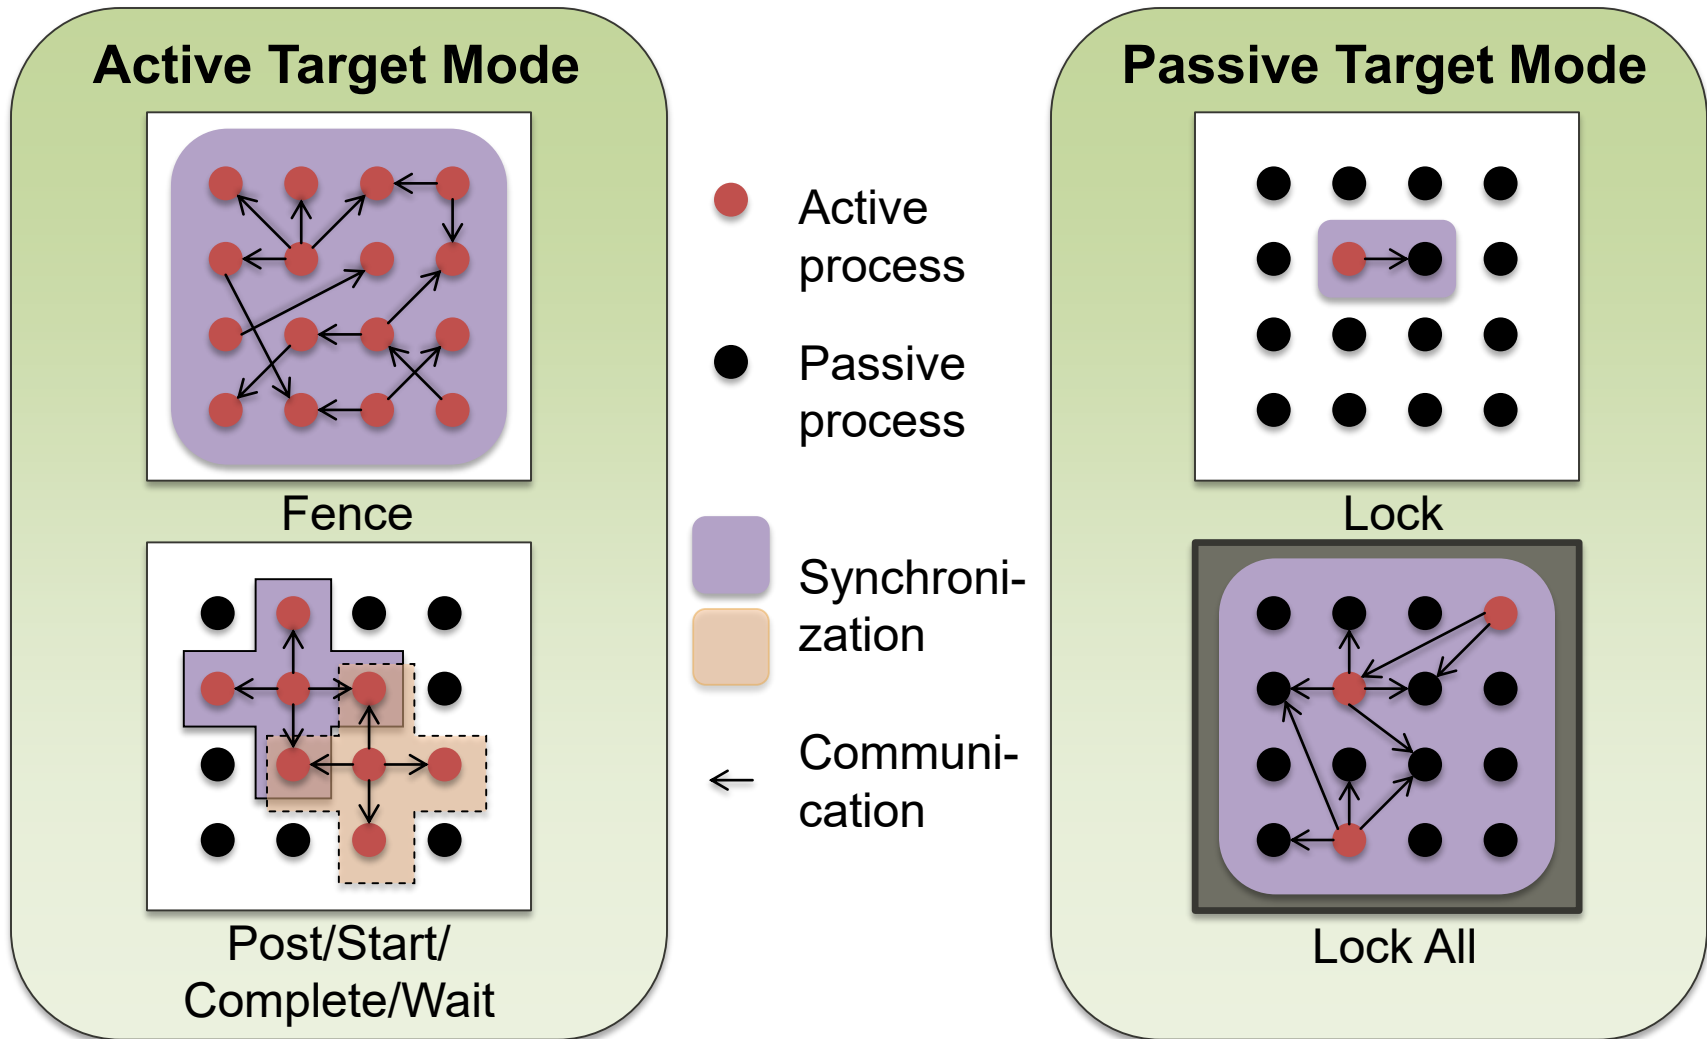 Active Target Mode
Fence
Post/Start/
Complete/Wait
Active
process
Passive
process
Synchroni-
zation
Communi-
cation
Passive Target Mode
Lock
Lock All